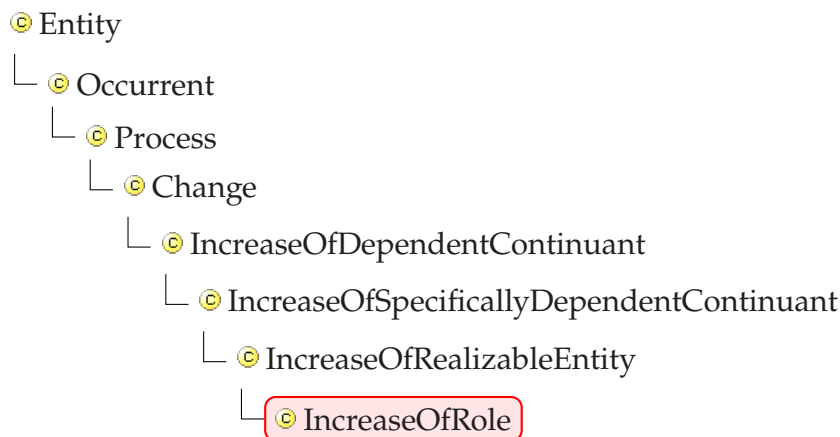 Entity
Occurrent
Process
Change
IncreaseOfDependentContinuant
IncreaseOfSpecificallyDependentContinuant
IncreaseOfRealizableEntity
IncreaseOfRole